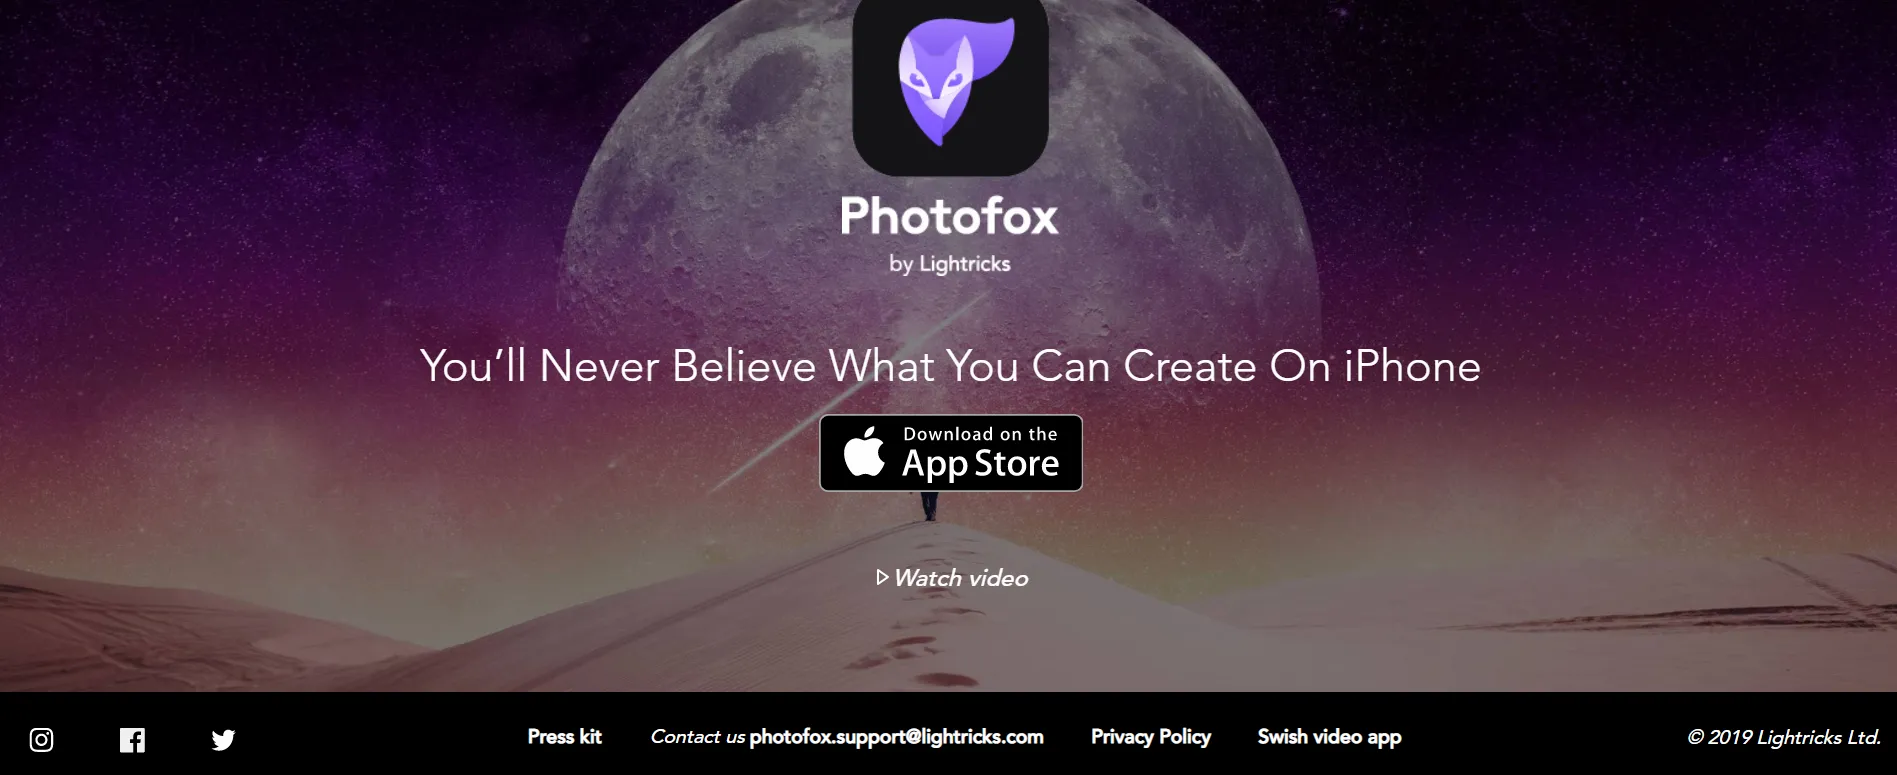 Photofox
by Lightricks
You’ll Never Believe What You Can Create On iPhone
Download on the
App Store
Watch video
Press kit
Contact us photofox.support@lightricks.com
Privacy Policy
Swish video app
© 2019 Lightricks Ltd.